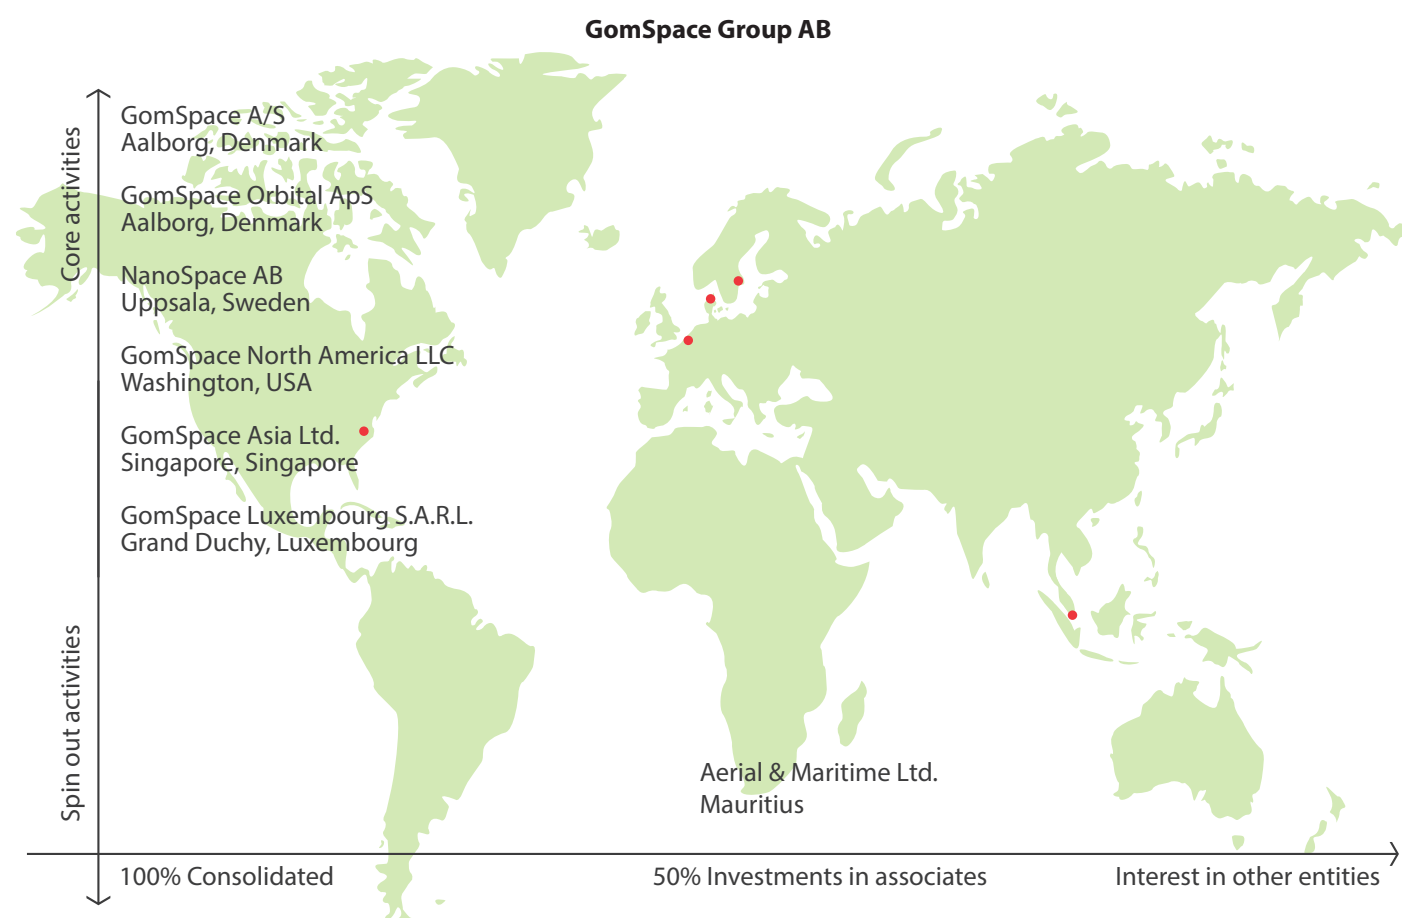 GomSpace Group AB
Core activities
GomSpace A/S
Aalborg, Denmark
GomSpace Orbital ApS
Aalborg, Denmark
NanoSpace AB
Uppsala, Sweden
GomSpace North America LLC
Washington, USA
GomSpace Asia Ltd.
Singapore, Singapore
GomSpace Luxembourg S.A.R.L.
Grand Duchy, Luxembourg
Spin out activities
Aerial & Maritime Ltd.
Mauritius
100% Consolidated
50% Investments in associates
Interest in other entities